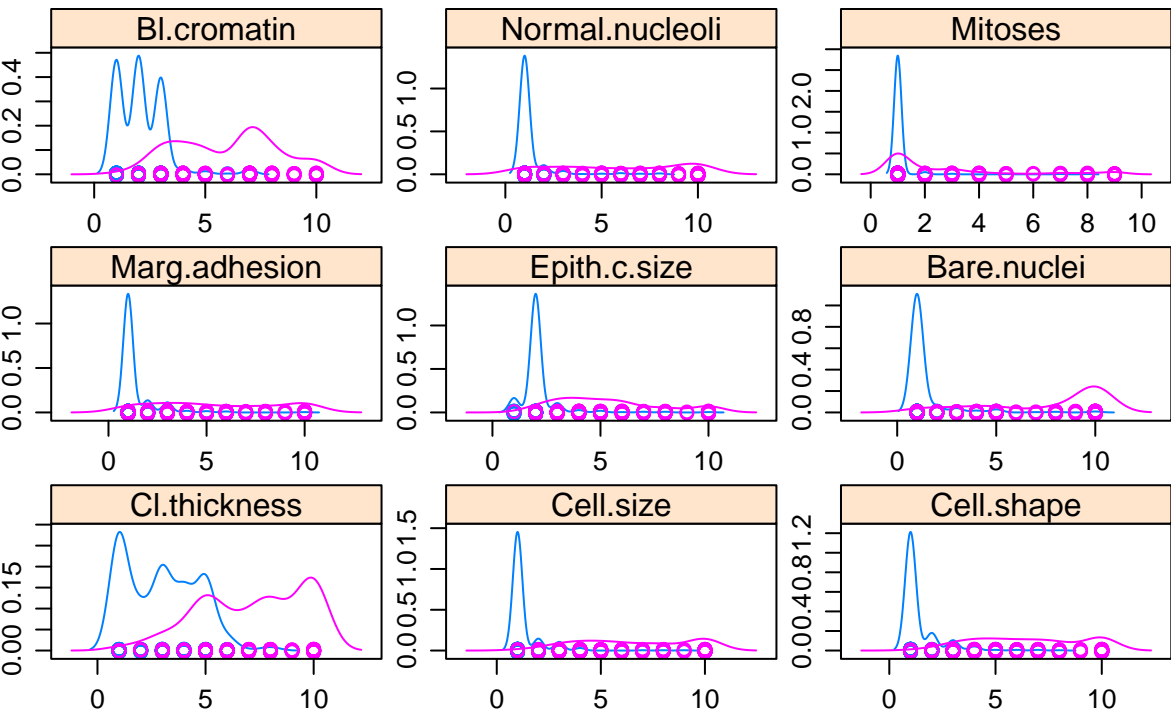 Bl.cromatin Normal.nucleoli Mitoses
0.0 0.2 0.4
0.0 0.5 1.0
0.0 1.0 2.0
0 5 10
0 5 10
0 2 4 6 8 10
Marg.adhesion Epith.c.size Bare.nuclei
0.0 0.5 1.0
0.0 0.5 1.0
0.0 0.4 0.8
0 5 10
0 5 10
0 5 10
Cl.thickness Cell.size Cell.shape
0.00 0.15
0.0 0.5 1.0 1.5
0.0 0.4 0.8 1.2
0 5 10
0 5 10
0 5 10